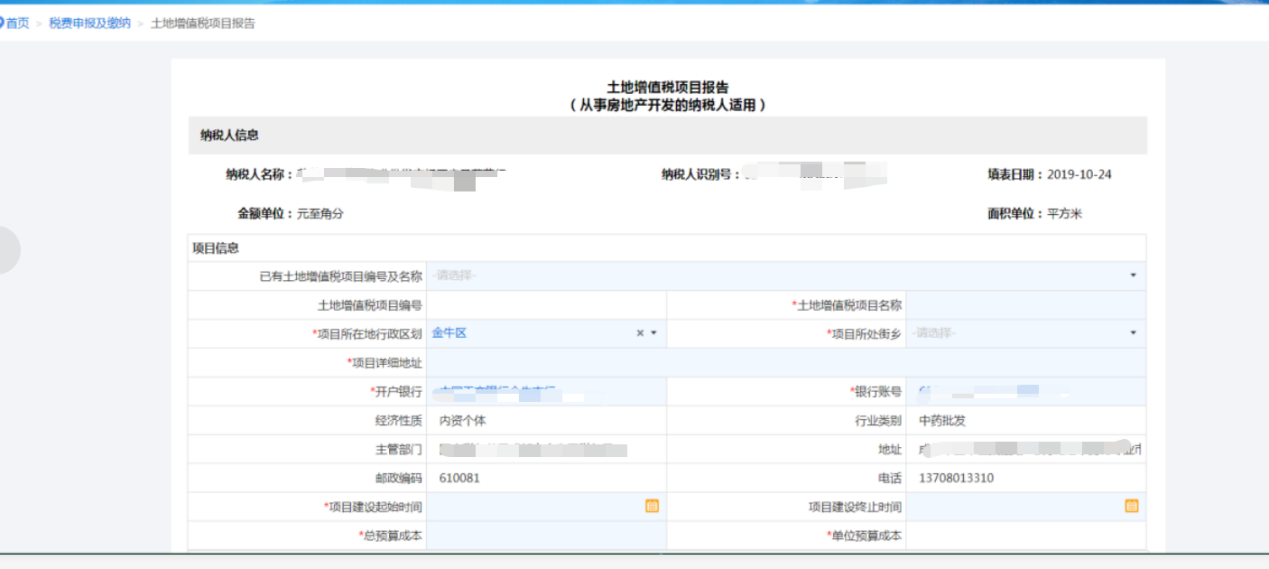 首页 > 税费申报及缴纳 > 土地增值税项目报告
土地增值税项目报告
（从事房地产开发的纳税人适用）
纳税人信息
纳税人名称： 纳税人识别号： 填表日期：2019-10-24
金额单位：元至角分 面积单位：平方米
项目信息
已有土地增值税项目编号及名称 -请选择-
土地增值税项目编号 *土地增值税项目名称
*项目所在地行政区划 金牛区 × *项目所处街乡 -请选择-
*项目详细地址
*开户银行 *银行账号
经济性质 内资个体 行业类别 中药批发
主管部门 地址
邮政编码 610081 电话 13708013310
*项目建设起始时间 项目建设终止时间
*总预算成本 *单位预算成本